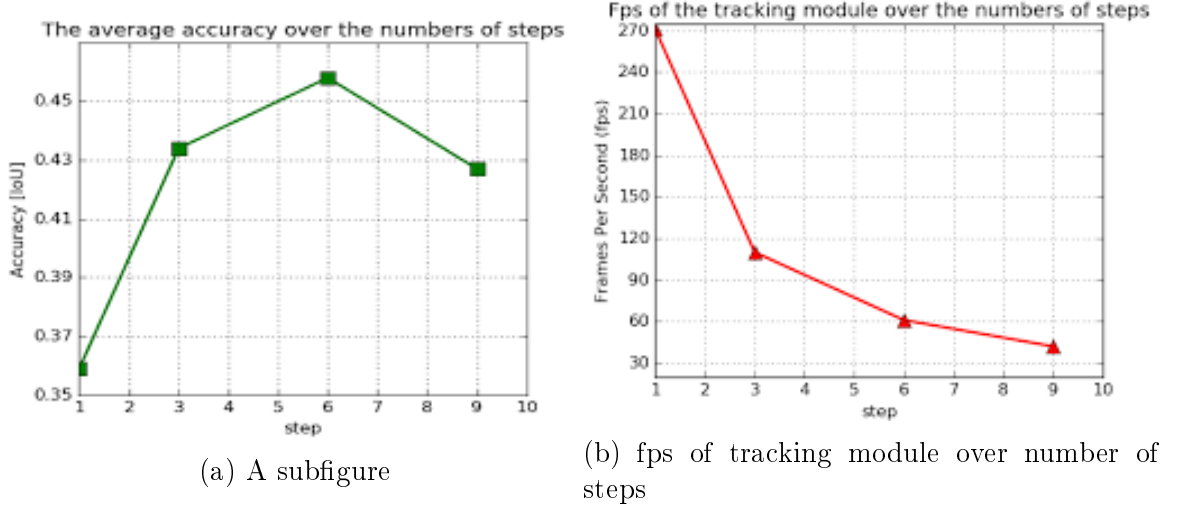 The average accuracy over the numbers of steps
0.45
0.43
0.41
0.39
0.37
0.35
Accuracy [IoU]
1 2 3 4 5 6 7 8 9 10
step
(a) A subfigure
Fps of the tracking module over the numbers of steps
270
240
210
180
150
120
90
60
30
Frames Per Second (fps)
1 2 3 4 5 6 7 8 9 10
step
(b) fps of tracking module over number of
steps